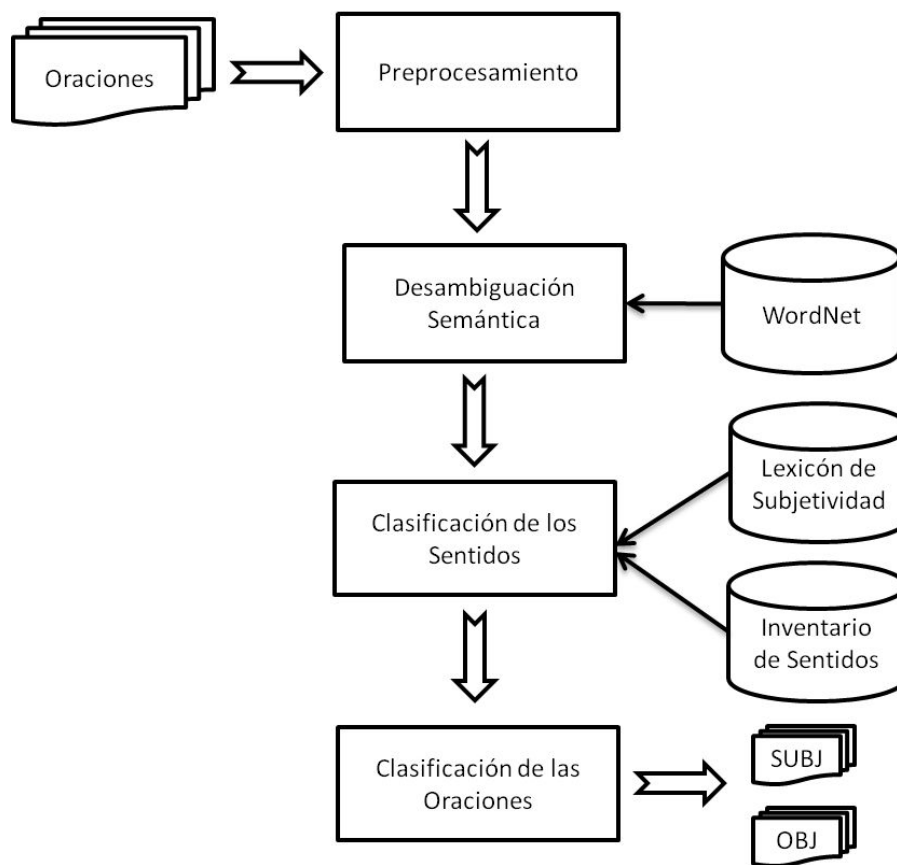 Oraciones
Preprocesamiento
Desambiguación
Semántica
WordNet
Lexicón de
Subjetividad
Clasificación de los
Sentidos
Inventario
de Sentidos
Clasificación de las
Oraciones
SUBJ
OBJ